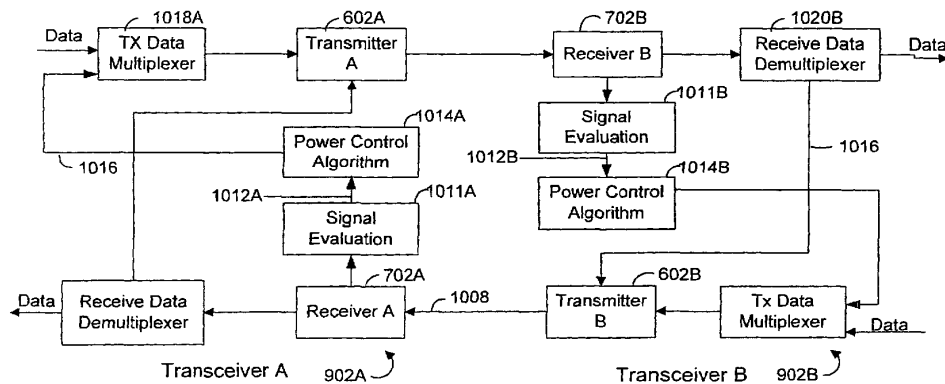 1018A
602A
702B
1020B
Data
TX Data
Multiplexer
Transmitter
A
Receiver B
Receive Data
Demultiplexer
Data
1011B
Signal
Evaluation
1014A
1016
Power Control
Algorithm
1012B
1014B
1016
1012A
1011A
Power Control
Algorithm
Signal
Evaluation
702A
602B
Data
Receive Data
Demultiplexer
Receiver A
1008
Transmitter
B
Tx Data
Multiplexer
Data
Transceiver A
902A
Transceiver B
902B